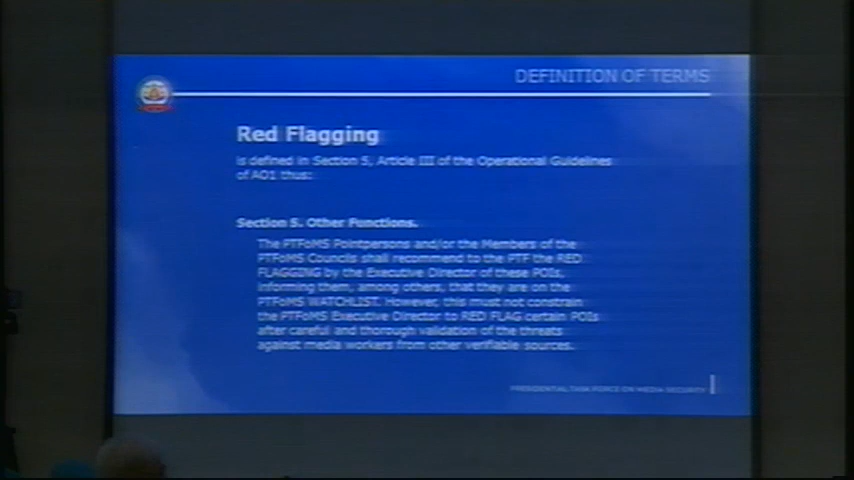 DEFINITION OF TERMS
Red Flagging
is defined in Section 5, Article III of the Operational Guidelines
of AO1 thus:
Section 5. Other Functions.
The PTFoMS Pointpersons and/or the Members of the
PTFoMS Councils shall recommend to the PTF the RED
FLAGGING by the Executive Director of these POIs,
informing them, among others, that they are on the
PTFoMS WATCHLIST. However, this must not constrain
the PTFoMS Executive Director to RED FLAG certain POIs
after careful and thorough validation of the threats
against media workers from other verifiable sources.
PRESIDENTIAL TASK FORCE ON MEDIA SECURITY